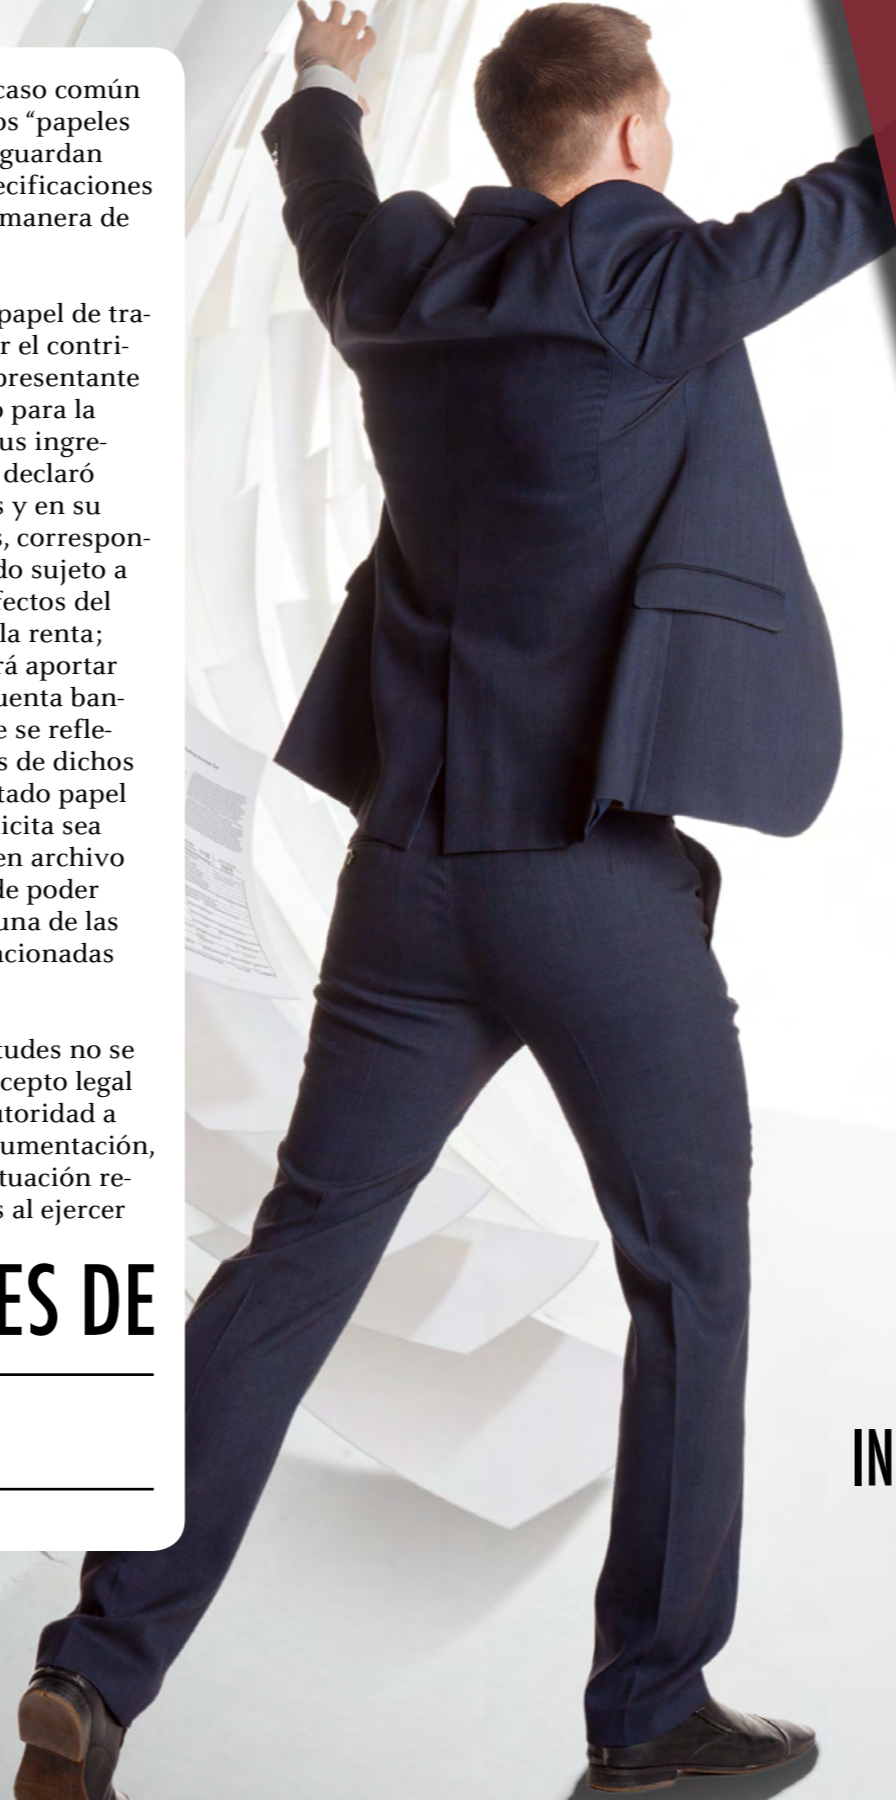 caso común
os “papeles
guardan
ecificaciones
manera de
papel de tra-
r el contri-
presentante
o para la
us ingre-
declaró
s y en su
s, correspon-
do sujeto a
fectos del
la renta;
rá aportar
uenta ban-
e se refle-
s de dichos
tado papel
icita sea
en archivo
de poder
una de las
acionadas
tudes no se
cepto legal
utoridad a
umentación,
tuación re-
s al ejercer
ES DE
IN